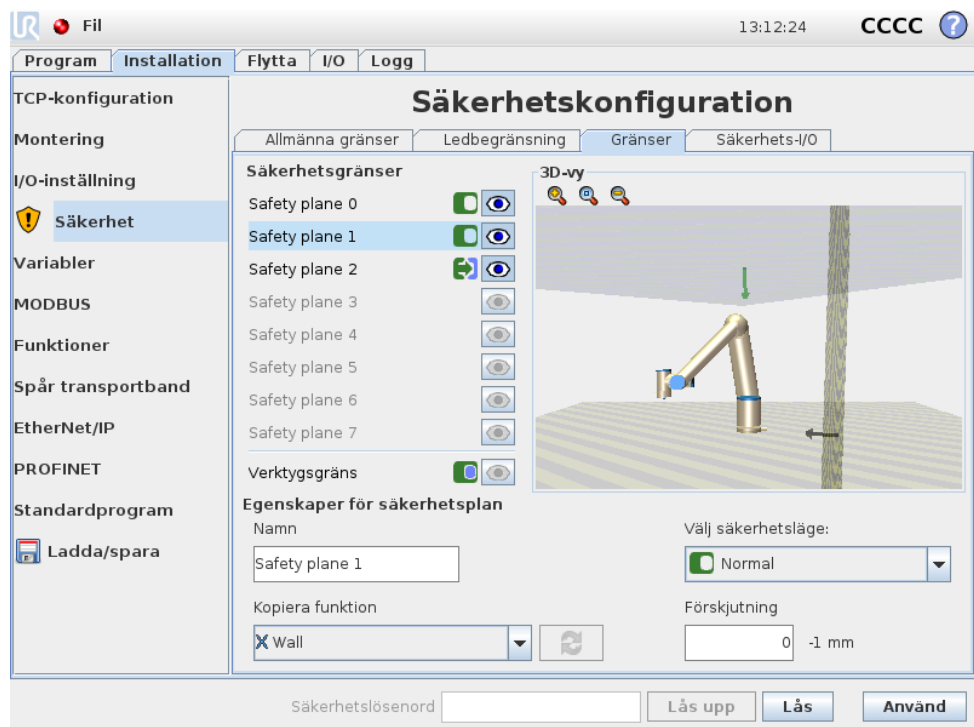 UR Fil 13:12:24 CCCC ?
Program Installation Flytta I/O Logg
TCP-konfiguration
Montering
I/O-inställning
Säkerhet
Variabler
MODBUS
Funktioner
Spår transportband
EtherNet/IP
PROFINET
Standardprogram
Ladda/spara
Säkerhetskonfiguration
Allmänna gränser Ledbegränsning Gränser Säkerhets-I/O
Säkerhetsgränser
Safety plane 0
Safety plane 1
Safety plane 2
Safety plane 3
Safety plane 4
Safety plane 5
Safety plane 6
Safety plane 7
Verktygsgräns
3D-vy
Egenskaper för säkerhetsplan
Namn
Safety plane 1
Välj säkerhetsläge:
Normal
Kopiera funktion
Wall
Förskjutning
0 -1 mm
Säkerhetslösenord Lås upp Lås Använd